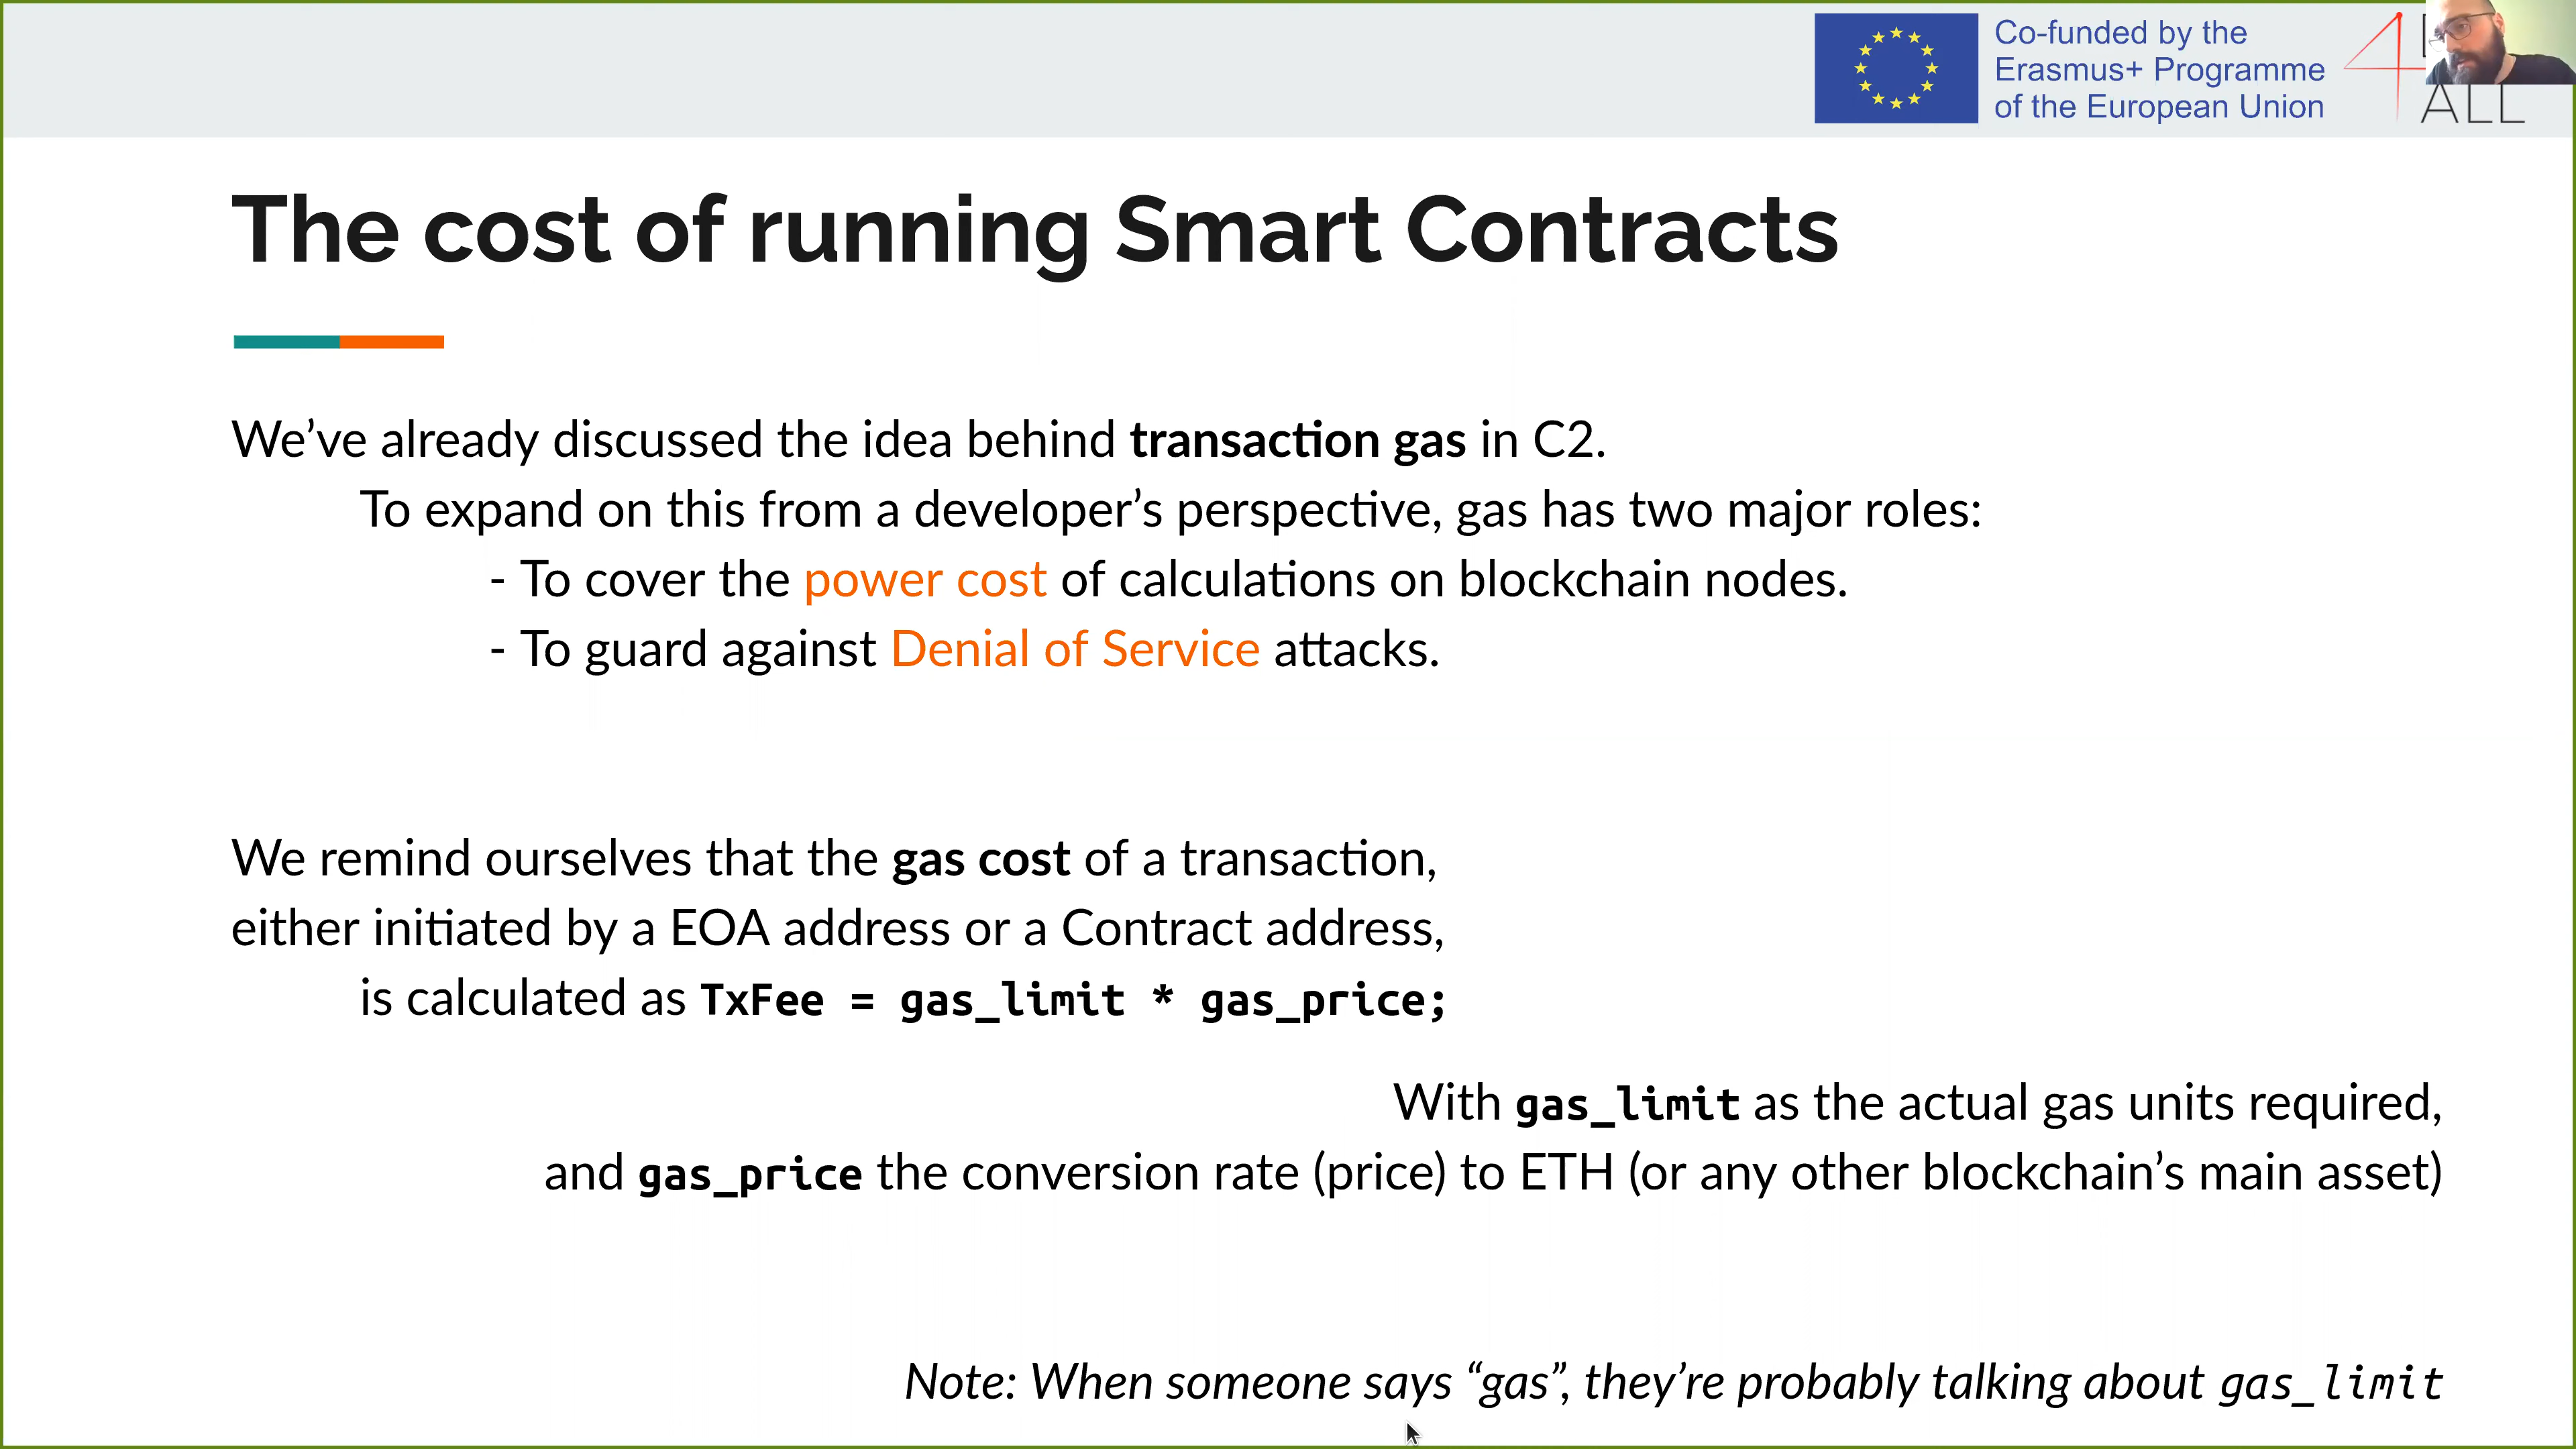 Co-funded by the
Erasmus+ Programme
of the European Union
4
ALL
The cost of running Smart Contracts
We’ve already discussed the idea behind transaction gas in C2.
To expand on this from a developer’s perspective, gas has two major roles:
- To cover the power cost of calculations on blockchain nodes.
- To guard against Denial of Service attacks.
We remind ourselves that the gas cost of a transaction,
either initiated by a EOA address or a Contract address,
is calculated as TxFee = gas_limit * gas_price;
With gas_limit as the actual gas units required,
and gas_price the conversion rate (price) to ETH (or any other blockchain’s main asset)
Note: When someone says “gas”, they’re probably talking about gas_limit